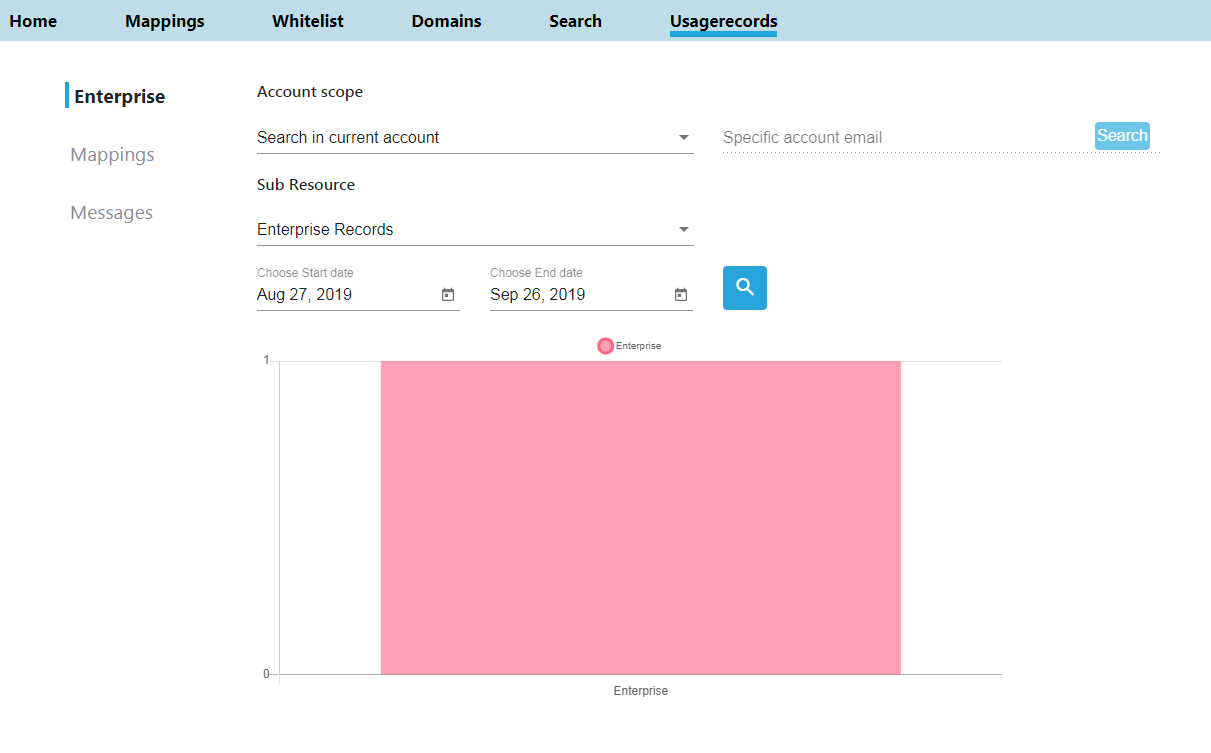 Home Mappings Whitelist Domains Search Usagerecords
Enterprise
Mappings
Messages
Account scope
Search in current account
Specific account email
Search
Sub Resource
Enterprise Records
Choose Start date
Aug 27, 2019
Choose End date
Sep 26, 2019
Enterprise
1
0
Enterprise